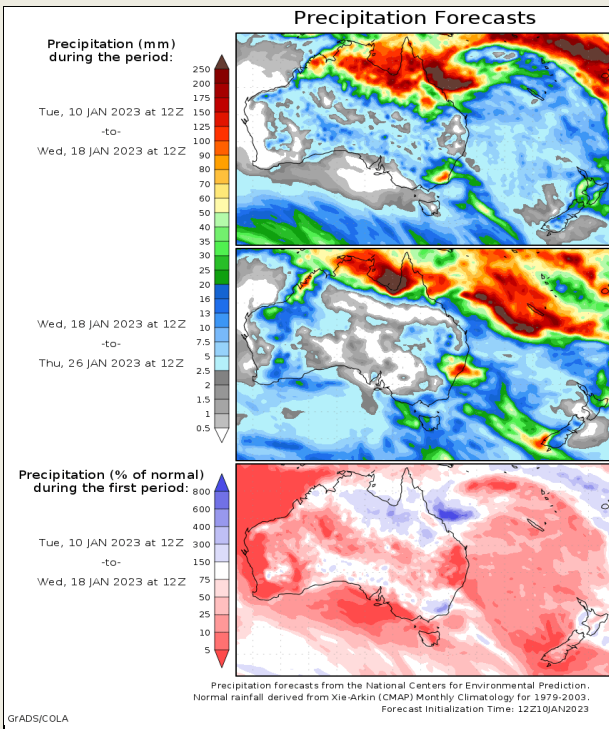 Precipitation Forecasts
Precipitation (mm)
during the period:
Tue, 10 JAN 2023 at 12Z
-to-
Wed, 18 JAN 2023 at 12Z
250
200
175
150
125
100
90
80
70
60
50
40
35
30
25
20
16
13
10
7.5
5
2.5
2
1.5
1
0.5
Wed, 18 JAN 2023 at 12Z
-to-
Thu, 26 JAN 2023 at 12Z
Precipitation (% of normal)
during the first period:
Tue, 10 JAN 2023 at 12Z
-to-
Wed, 18 JAN 2023 at 12Z
800
600
400
300
150
75
50
25
10
5
Precipitation forecasts from the National Centers for Environmental Prediction.
Normal rainfall derived from Xie-Arkin (CMAP) Monthly Climatology for 1979-2003.
Forecast Initialization Time: 12Z10JAN2023
GrADS/COLA